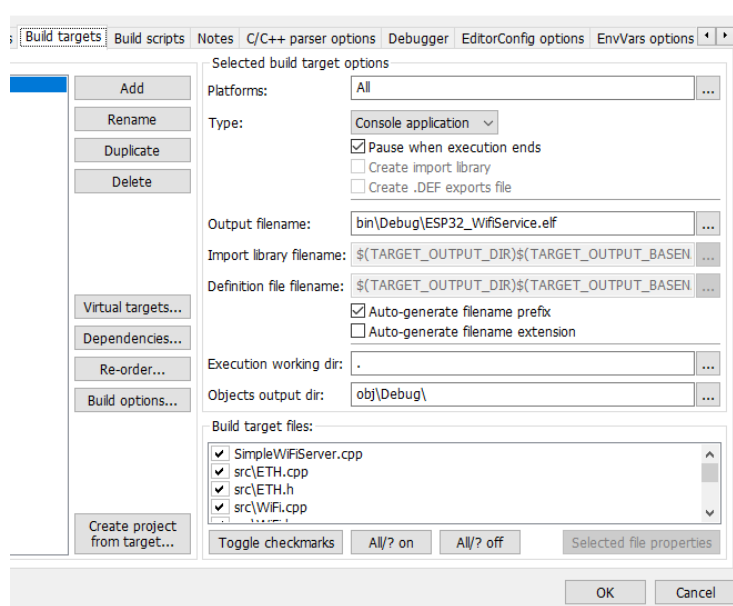 Build targets Build scripts Notes C/C++ parser options Debugger EditorConfig options EnvVars options
Add
Rename
Duplicate
Delete
Virtual targets...
Dependencies...
Re-order...
Build options...
Create project
from target...
Selected build target options
Platforms: All ...
Type: Console application
Pause when execution ends
Create import library
Create .DEF exports file
Output filename: bin\Debug\ESP32_WifiService.elf ...
Import library filename: $(TARGET_OUTPUT_DIR)$(TARGET_OUTPUT_BASEN. ...
Definition file filename: $(TARGET_OUTPUT_DIR)$(TARGET_OUTPUT_BASEN. ...
Auto-generate filename prefix
Auto-generate filename extension
Execution working dir: . ...
Objects output dir: obj\Debug\ ...
Build target files:
SimpleWiFiServer.cpp
src\ETH.cpp
src\ETH.h
src\WiFi.cpp
Toggle checkmarks All/? on All/? off Selected file properties
OK Cancel